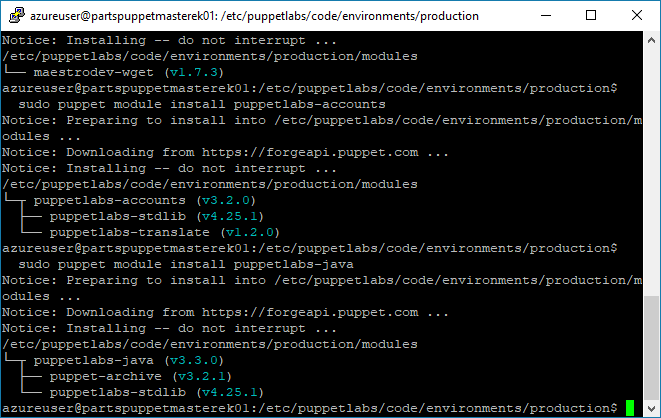 azureuser@partspuppetmasterek01: /etc/puppetlabs/code/environments/production
Notice: Installing -- do not interrupt ...
/etc/puppetlabs/code/environments/production/modules
└── maestrodev-wget (v1.7.3)
azureuser@partspuppetmasterek01:/etc/puppetlabs/code/environments/production$
  sudo puppet module install puppetlabs-accounts
Notice: Preparing to install into /etc/puppetlabs/code/environments/production/m
odules ...
Notice: Downloading from https://forgeapi.puppet.com ...
Notice: Installing -- do not interrupt ...
/etc/puppetlabs/code/environments/production/modules
└─┬ puppetlabs-accounts (v3.2.0)
  ├── puppetlabs-stdlib (v4.25.1)
  └── puppetlabs-translate (v1.2.0)
azureuser@partspuppetmasterek01:/etc/puppetlabs/code/environments/production$
  sudo puppet module install puppetlabs-java
Notice: Preparing to install into /etc/puppetlabs/code/environments/production/m
odules ...
Notice: Downloading from https://forgeapi.puppet.com ...
Notice: Installing -- do not interrupt ...
/etc/puppetlabs/code/environments/production/modules
└─┬ puppetlabs-java (v3.3.0)
  ├── puppet-archive (v3.2.1)
  └── puppetlabs-stdlib (v4.25.1)
azureuser@partspuppetmasterek01:/etc/puppetlabs/code/environments/production$